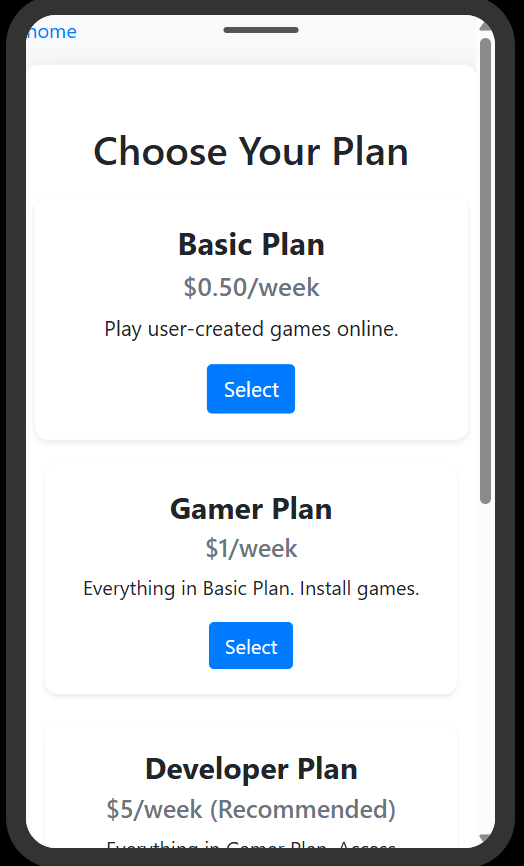 home
Choose Your Plan
Basic Plan
$0.50/week
Play user-created games online.
Select
Gamer Plan
$1/week
Everything in Basic Plan. Install games.
Select
Developer Plan
$5/week (Recommended)
Everything in Gamer Plan. Access